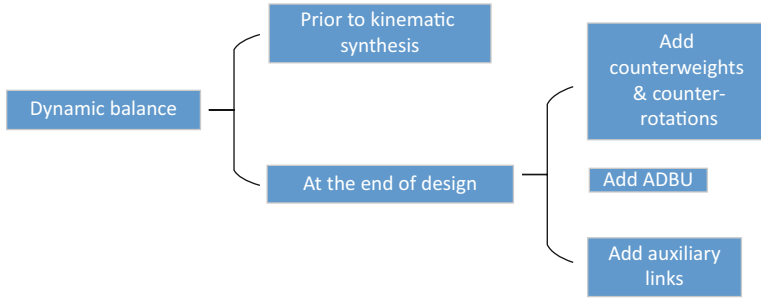 Prior to kinematic
synthesis
Dynamic balance
At the end of design
Add
counterweights
& counter-
rotations
Add ADBU
Add auxiliary
links